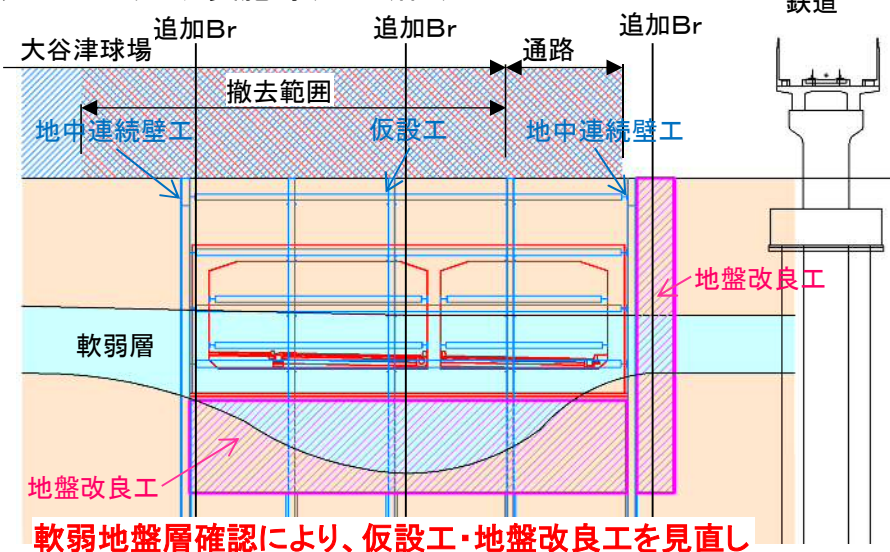 鉄道
追加Br
追加Br
追加Br
大谷津球場
通路
撤去範囲
地中連続壁工
仮設工
地中連続壁工
地盤改良工
軟弱層
地盤改良工
軟弱地盤層確認により、仮設工・地盤改良工を見直し